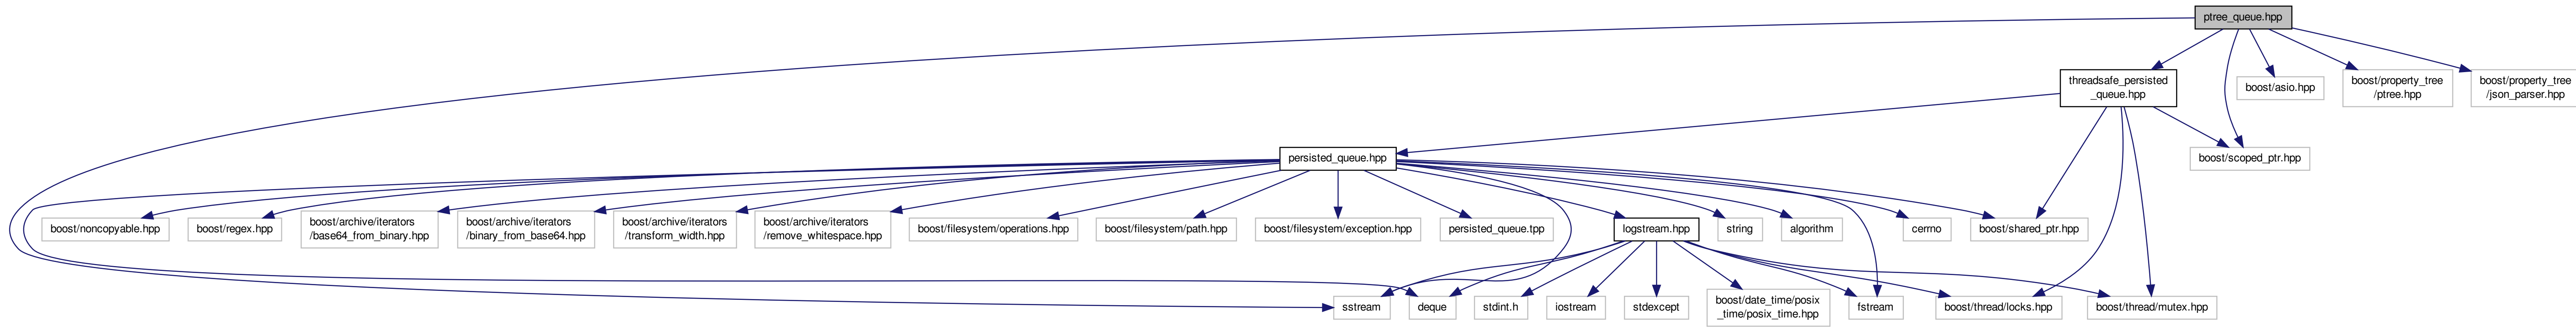 ptree_queue.hpp
threadsafe_persisted
_queue.hpp
boost/asio.hpp
boost/property_tree
/ptree.hpp
boost/property_tree
/json_parser.hpp
persisted_queue.hpp
boost/scoped_ptr.hpp
boost/noncopyable.hpp
boost/regex.hpp
boost/archive/iterators
/base64_from_binary.hpp
boost/archive/iterators
/binary_from_base64.hpp
boost/archive/iterators
/transform_width.hpp
boost/archive/iterators
/remove_whitespace.hpp
boost/filesystem/operations.hpp
boost/filesystem/path.hpp
boost/filesystem/exception.hpp
persisted_queue.tpp
logstream.hpp
string
algorithm
cerrno
boost/shared_ptr.hpp
sstream
deque
stdint.h
iostream
stdexcept
boost/date_time/posix
_time/posix_time.hpp
fstream
boost/thread/locks.hpp
boost/thread/mutex.hpp